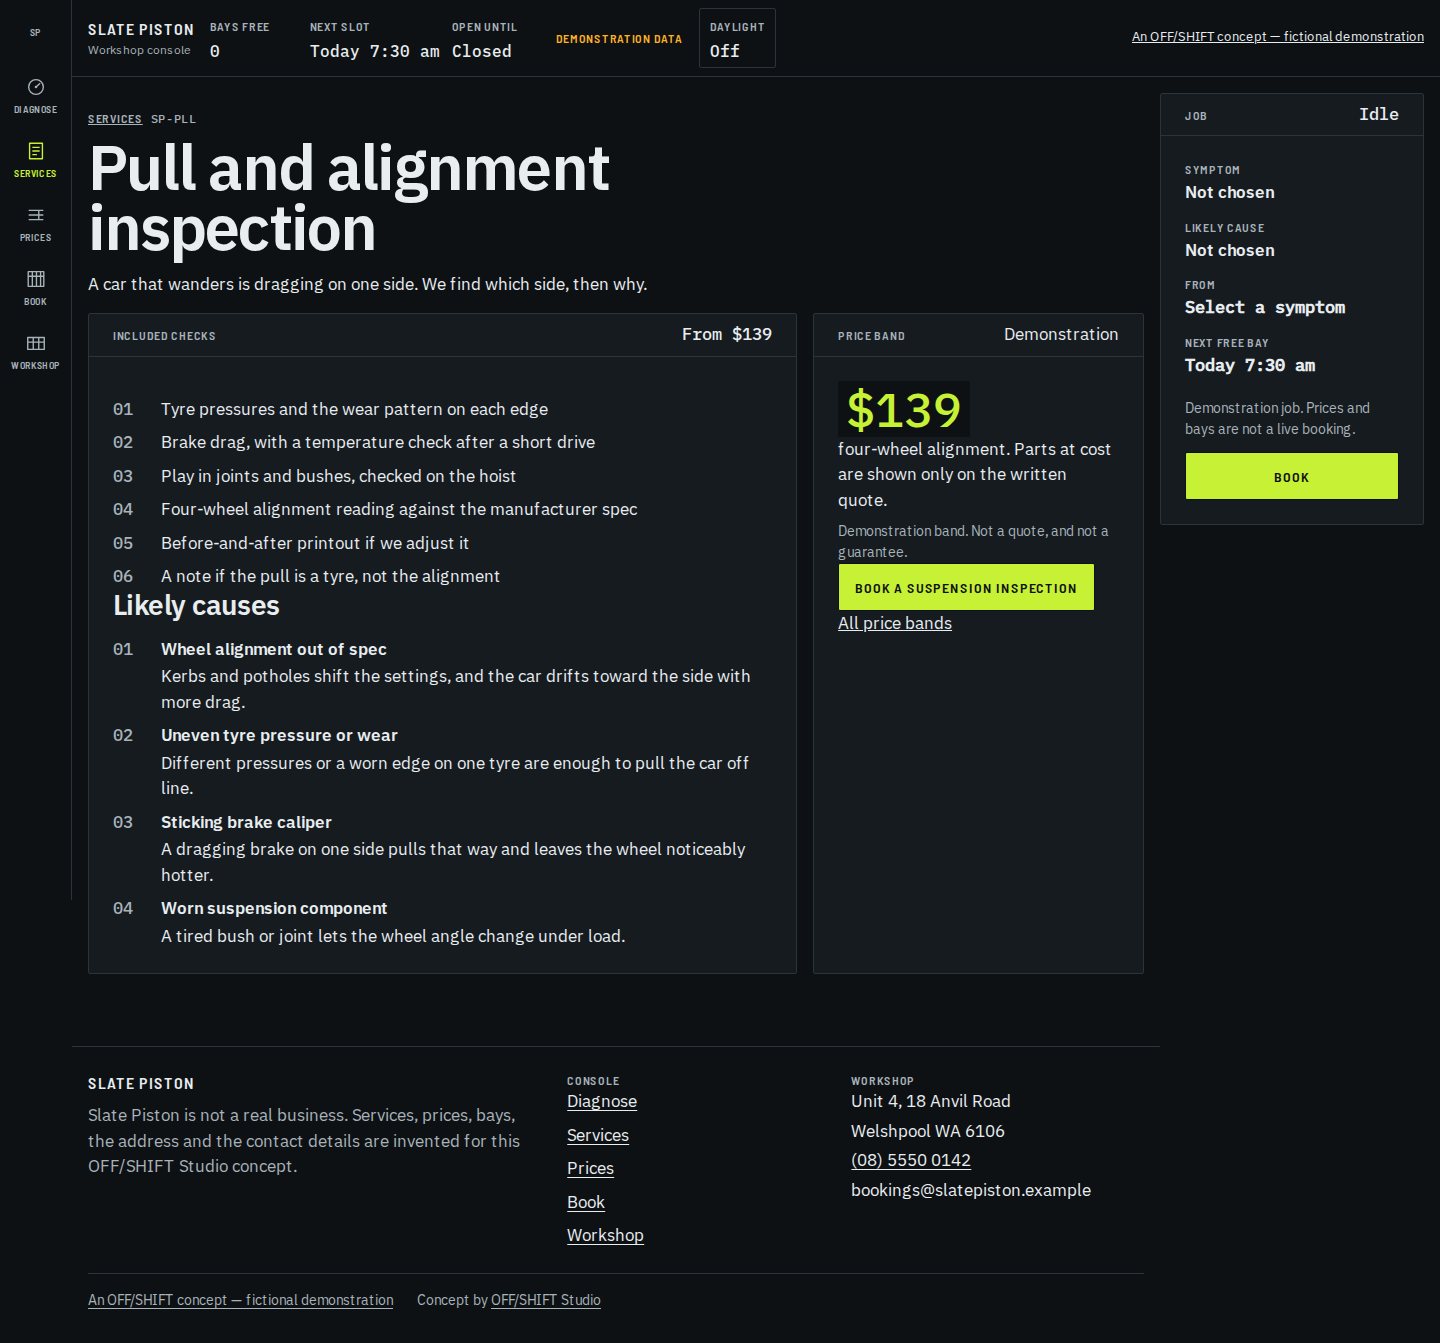 SP
DIAGNOSE
SERVICES
PRICES
BOOK
WORKSHOP
SLATE PISTON
Workshop console
BAYS FREE
0
NEXT SLOT
Today 7:30 am
OPEN UNTIL
Closed
DEMONSTRATION DATA
DAYLIGHT
Off
An OFF/SHIFT concept — fictional demonstration
SERVICES SP-PLL
Pull and alignment
inspection
A car that wanders is dragging on one side. We find which side, then why.
INCLUDED CHECKS From $139
01 Tyre pressures and the wear pattern on each edge
02 Brake drag, with a temperature check after a short drive
03 Play in joints and bushes, checked on the hoist
04 Four-wheel alignment reading against the manufacturer spec
05 Before-and-after printout if we adjust it
06 A note if the pull is a tyre, not the alignment
Likely causes
01 Wheel alignment out of spec
Kerbs and potholes shift the settings, and the car drifts toward the side with
more drag.
02 Uneven tyre pressure or wear
Different pressures or a worn edge on one tyre are enough to pull the car off
line.
03 Sticking brake caliper
A dragging brake on one side pulls that way and leaves the wheel noticeably
hotter.
04 Worn suspension component
A tired bush or joint lets the wheel angle change under load.
PRICE BAND Demonstration
$139
four-wheel alignment. Parts at cost
are shown only on the written
quote.
Demonstration band. Not a quote, and not a
guarantee.
BOOK A SUSPENSION INSPECTION
All price bands
JOB Idle
SYMPTOM
Not chosen
LIKELY CAUSE
Not chosen
FROM
Select a symptom
NEXT FREE BAY
Today 7:30 am
Demonstration job. Prices and
bays are not a live booking.
BOOK
SLATE PISTON
Slate Piston is not a real business. Services, prices, bays,
the address and the contact details are invented for this
OFF/SHIFT Studio concept.
CONSOLE
Diagnose
Services
Prices
Book
Workshop
WORKSHOP
Unit 4, 18 Anvil Road
Welshpool WA 6106
(08) 5550 0142
bookings@slatepiston.example
An OFF/SHIFT concept — fictional demonstration Concept by OFF/SHIFT Studio